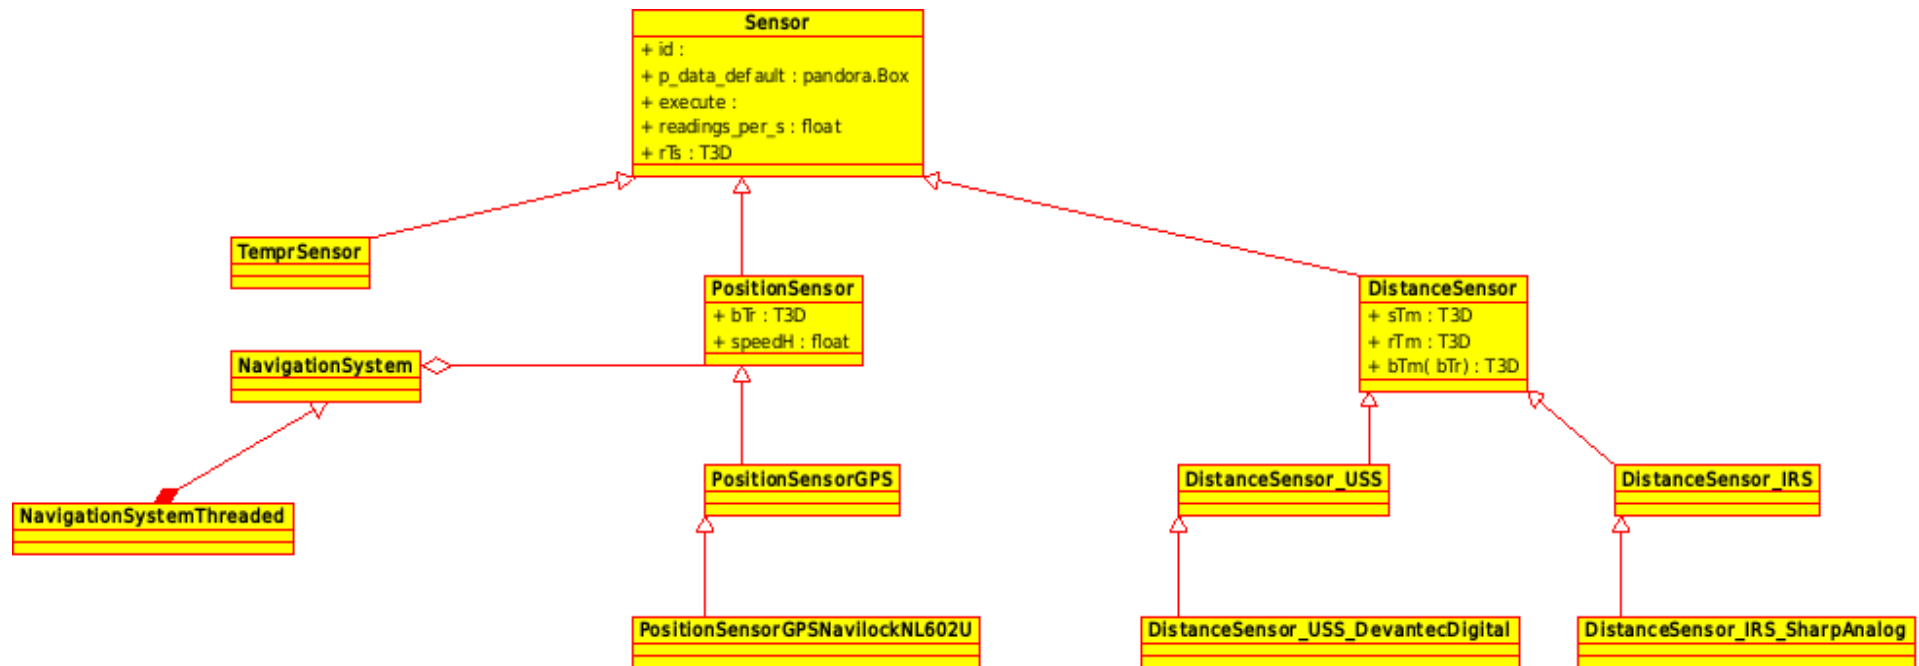 Sensor
+ id :
+ p_data_default : pandora.Box
+ execute :
+ readings_per_s : float
+ rTs : T3D
TemprSensor
PositionSensor
+ bTr : T3D
+ speedH : float
DistanceSensor
+ sTm : T3D
+ rTm : T3D
+ bTm( bTr) : T3D
NavigationSystem
PositionSensorGPS
DistanceSensor_USS
DistanceSensor_IRS
NavigationSystemThreaded
PositionSensorGPSNavilockNL602U
DistanceSensor_USS_DevantecDigital
DistanceSensor_IRS_SharpAnalog